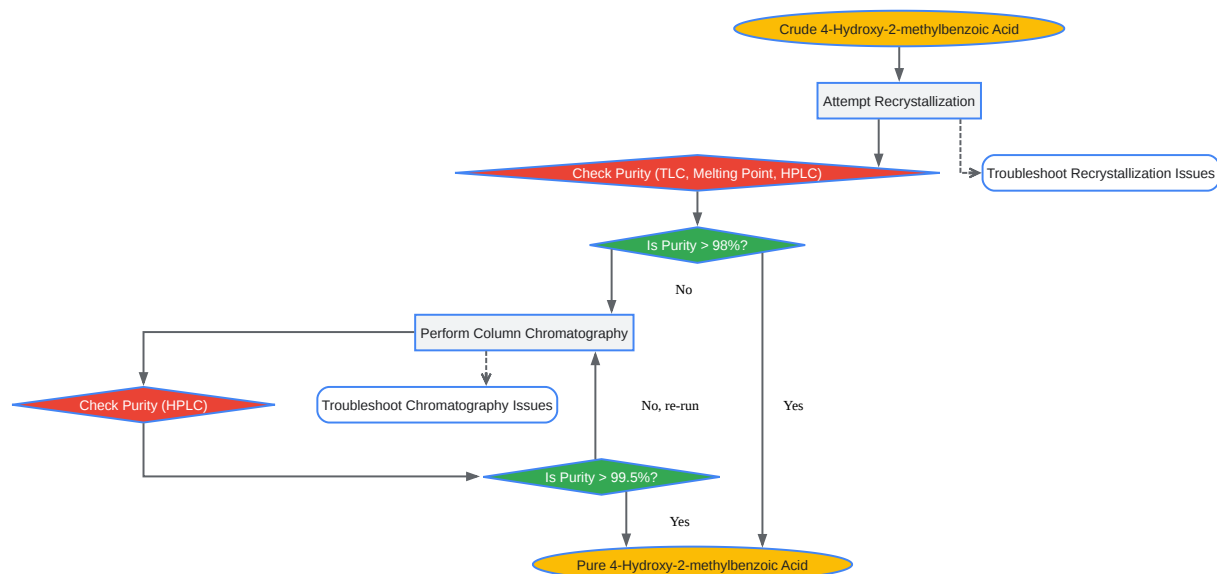 Crude 4-Hydroxy-2-methylbenzoic Acid
Attempt Recrystallization
Check Purity (TLC, Melting Point, HPLC)
Troubleshoot Recrystallization Issues
Is Purity > 98%?
No
Perform Column Chromatography
Check Purity (HPLC)
Troubleshoot Chromatography Issues
No, re-run
Yes
Is Purity > 99.5%?
Yes
Pure 4-Hydroxy-2-methylbenzoic Acid